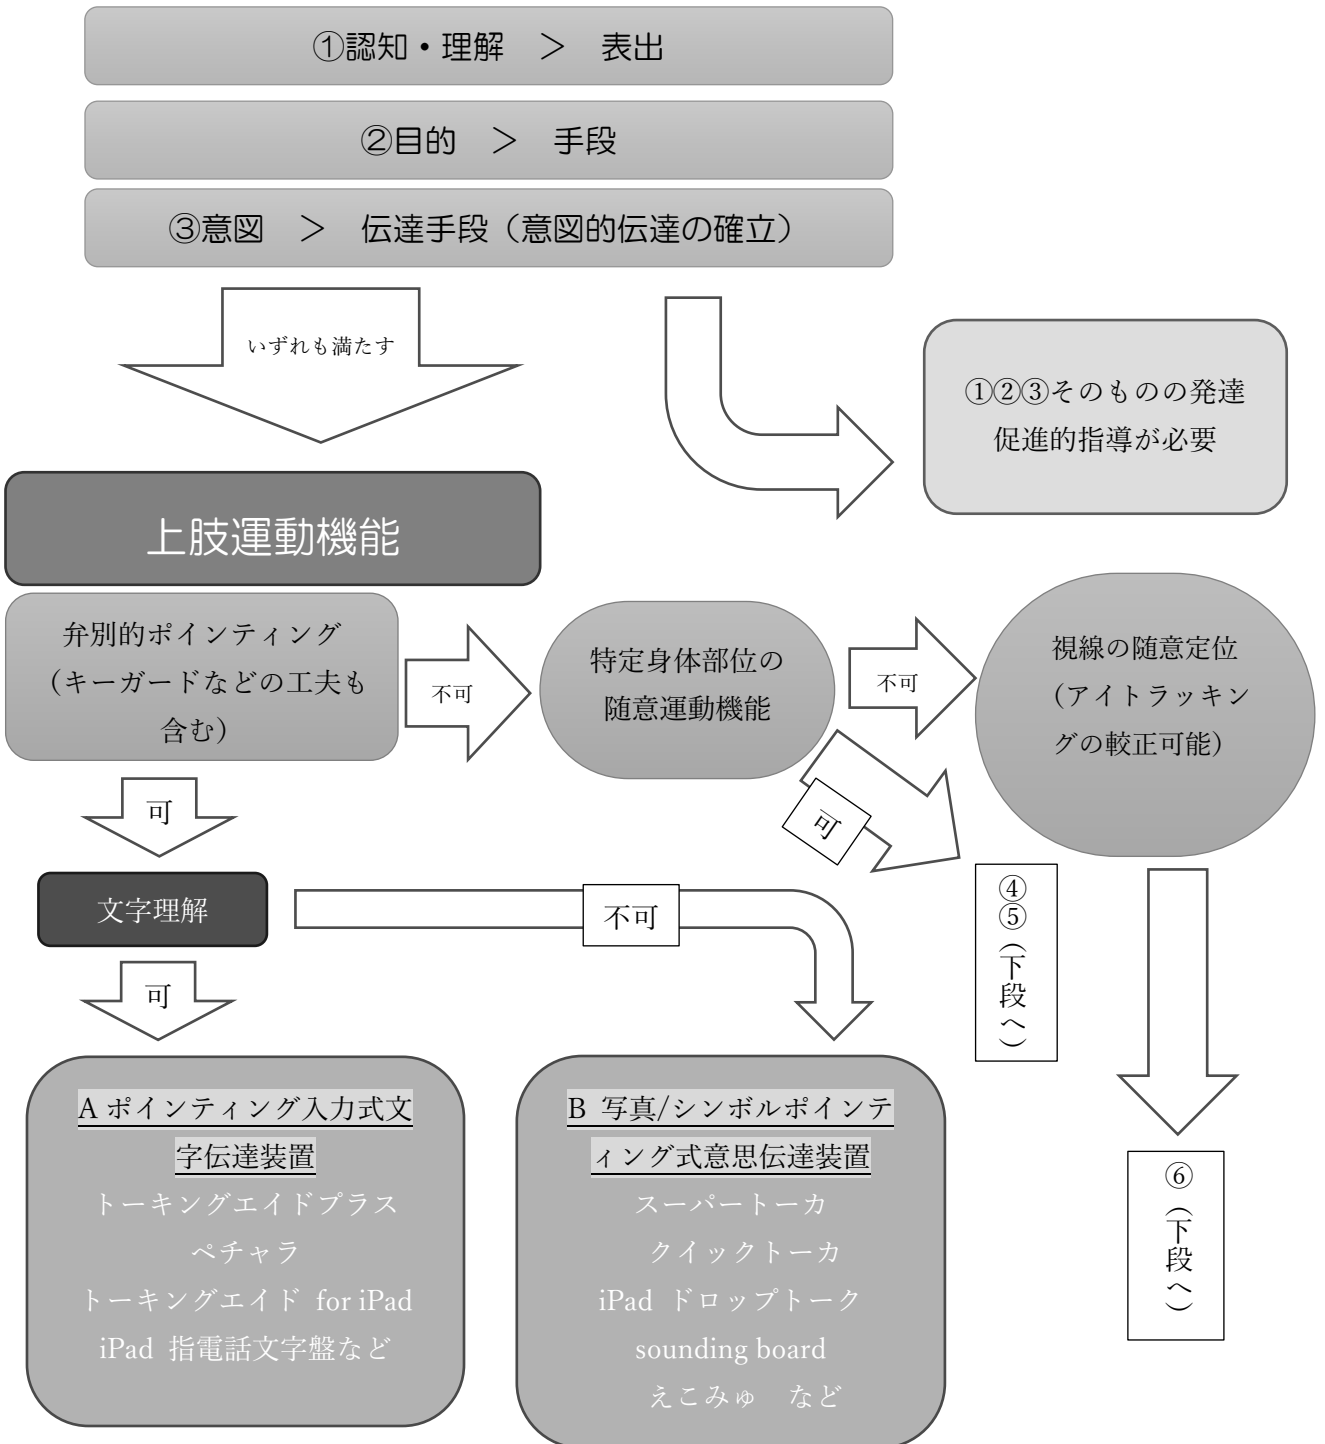 ①認知・理解　＞　表出
②目的　＞　手段
③意図　＞　伝達手段（意図的伝達の確立）
いずれも満たす
①②③そのものの発達
促進的指導が必要
上肢運動機能
弁別的ポインティング
（キーガードなどの工夫も
含む）
不可
特定身体部位の
随意運動機能
不可
視線の随意定位
（アイトラッキン
グの較正可能）
可
可
文字理解
不可
④⑤（下段へ）
可
A ポインティング入力式文
字伝達装置
トーキングエイドプラス
ペチャラ
トーキングエイド for iPad
iPad 指電話文字盤など
B 写真/シンボルポインテ
ィング式意思伝達装置
スーパートーカ
クイックトーカ
iPad ドロップトーク
sounding board
えこみゅ　など
⑥（下段へ）